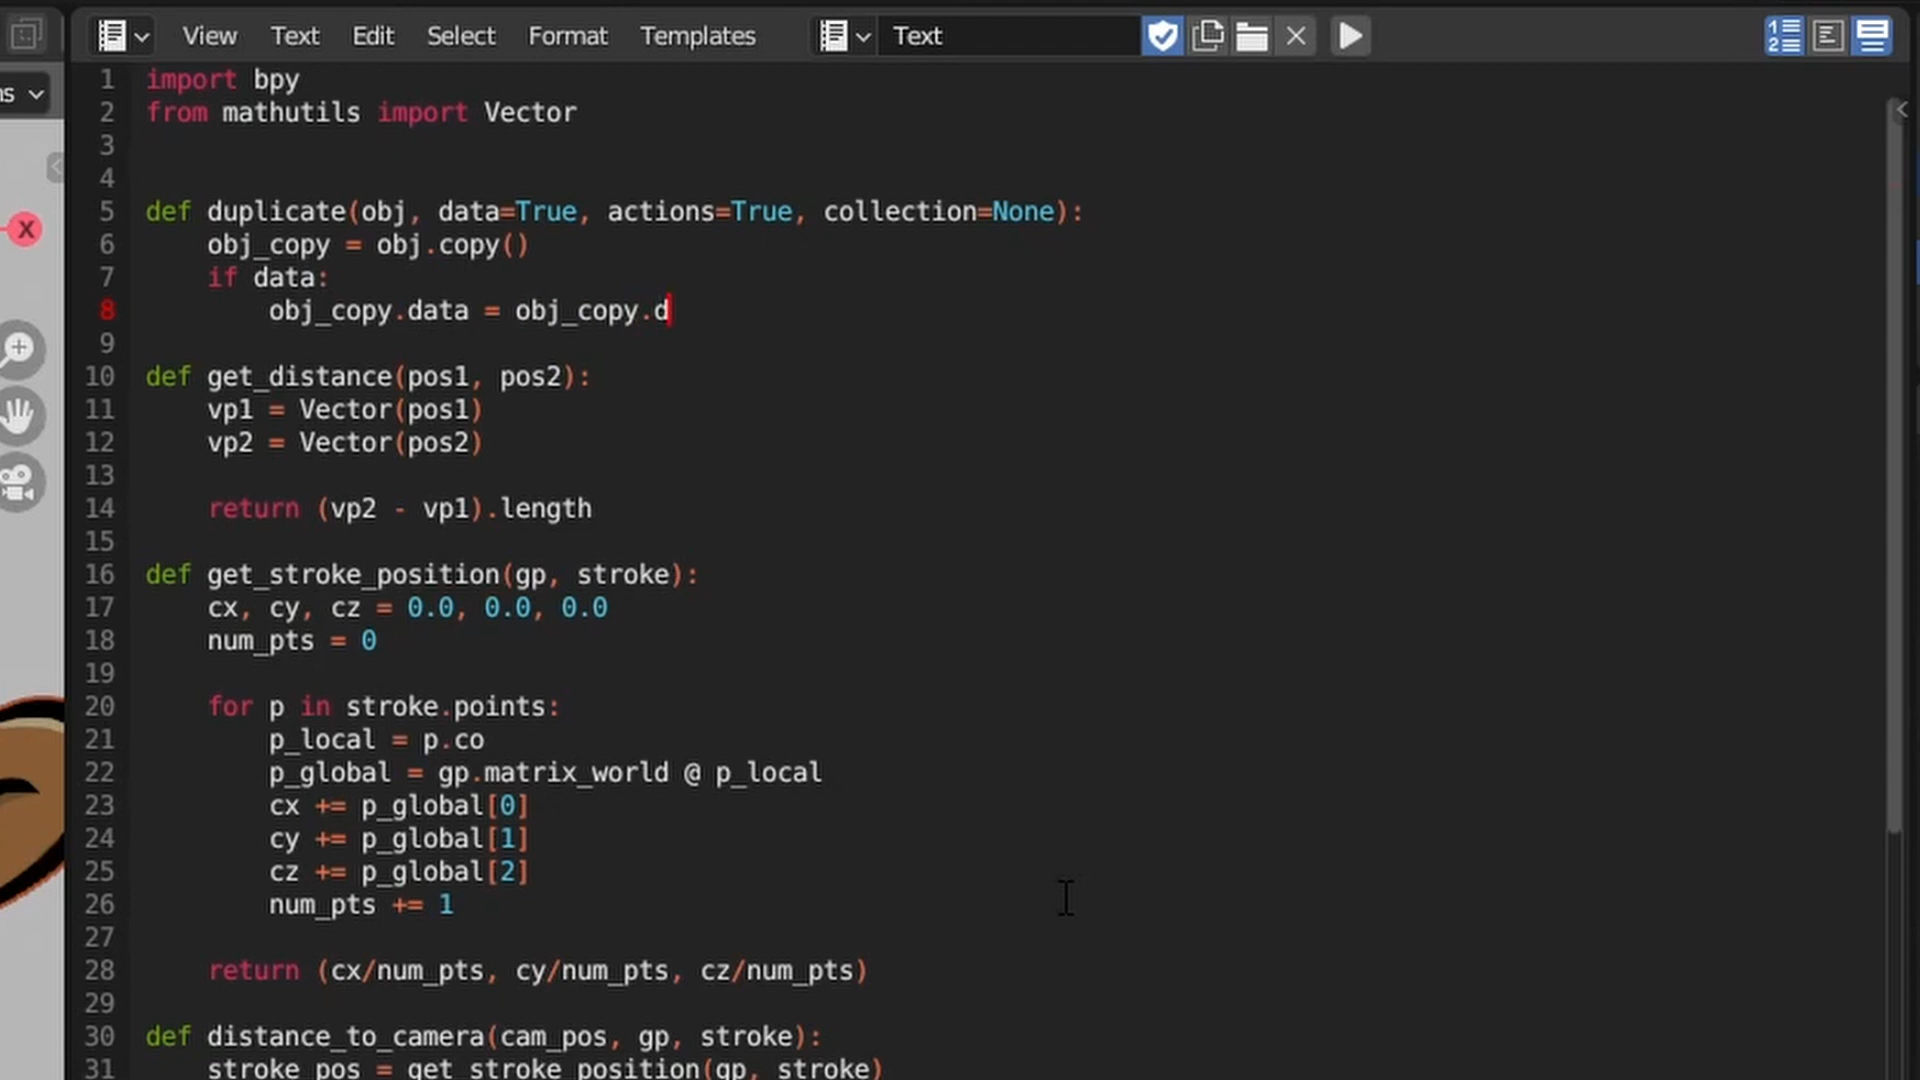 View Text Edit Select Format Templates Text
ns
1 import bpy
2 from mathutils import Vector
3
4
5 def duplicate(obj, data=True, actions=True, collection=None):
6     obj_copy = obj.copy()
7     if data:
8         obj_copy.data = obj_copy.d
9
10 def get_distance(pos1, pos2):
11     vp1 = Vector(pos1)
12     vp2 = Vector(pos2)
13
14     return (vp2 - vp1).length
15
16 def get_stroke_position(gp, stroke):
17     cx, cy, cz = 0.0, 0.0, 0.0
18     num_pts = 0
19
20     for p in stroke.points:
21         p_local = p.co
22         p_global = gp.matrix_world @ p_local
23         cx += p_global[0]
24         cy += p_global[1]
25         cz += p_global[2]
26         num_pts += 1
27
28     return (cx/num_pts, cy/num_pts, cz/num_pts)
29
30 def distance_to_camera(cam_pos, gp, stroke):
31     stroke_pos = get_stroke_position(gp, stroke)
X